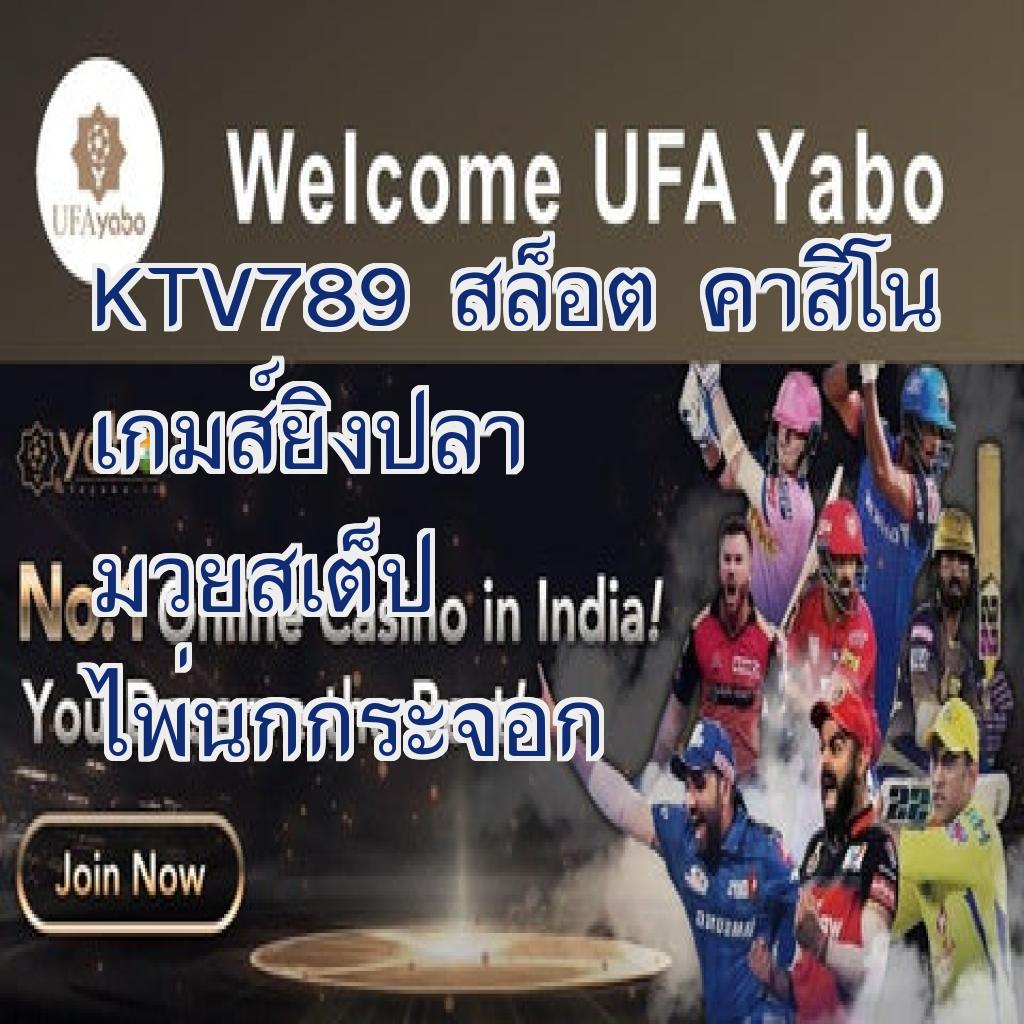 UFAyabo
Welcome UFA Yabo
KTV789 สล็อต คาสิโน
เกมส์ยิงปลา
มวยสเต็ป
No.1 Online Casino in India!
You
ไพ่นกกระจอก
22
Join Now